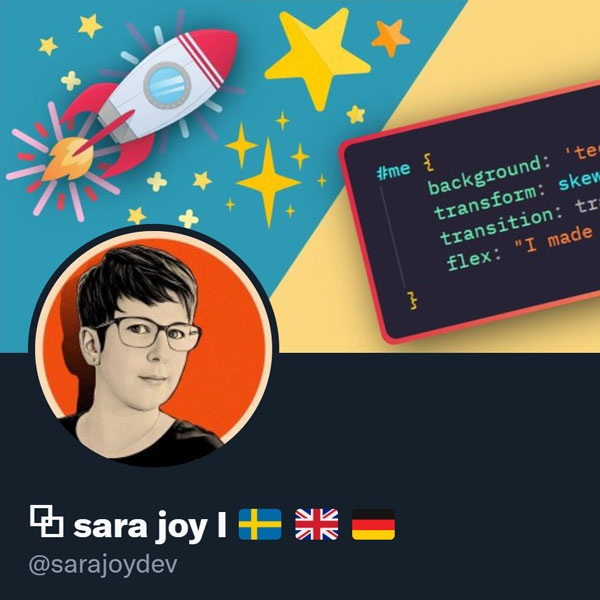 #me {
background: 'te
transform: skew
transition: tr
flex: "I made
}
sara joy |
@sarajoydev